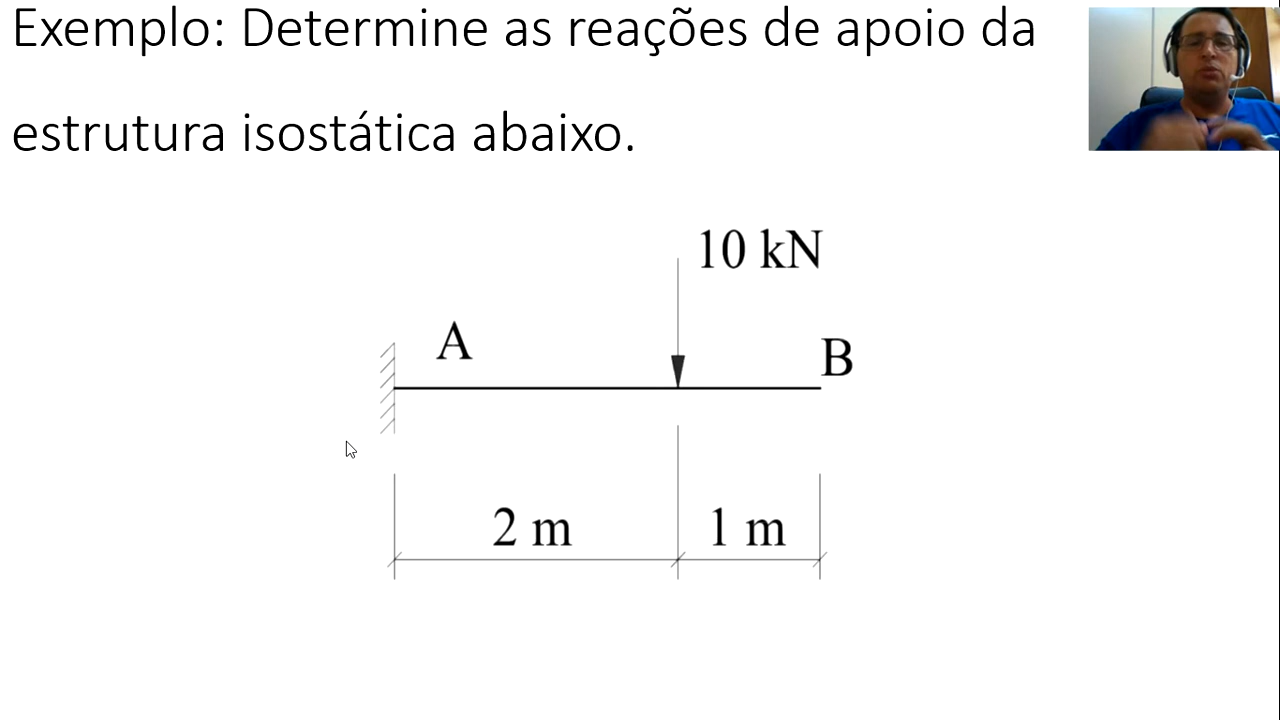 Exemplo: Determine as reações de apoio da
estrutura isostática abaixo.
10 kN
A
B
2 m
1 m